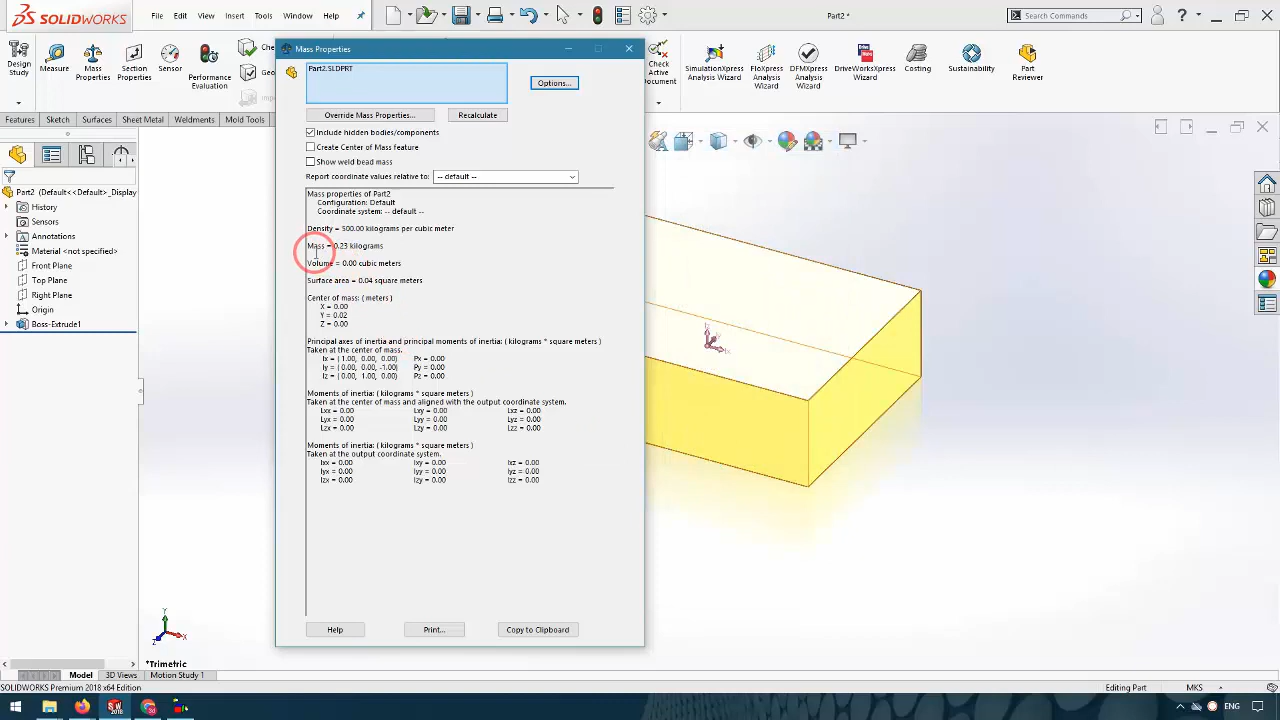 SOLIDWORKS
File Edit View Insert Tools Window Help
Part2 *
Search Commands
Design Study
Measure
Mass Properties
Section Properties
Sensor
Performance Evaluation
Check
Geo
Check Active Document
SimulationXpress Analysis Wizard
FloXpress Analysis Wizard
DFMXpress Analysis Wizard
DriveWorksXpress Wizard
Costing
Sustainability
Part Reviewer
Features Sketch Surfaces Sheet Metal Weldments Mold Tools
Part2 (Default<<Default>_Display
History
Sensors
Annotations
Material <not specified>
Front Plane
Top Plane
Right Plane
Origin
Boss-Extrude1
Mass Properties
Part2.SLDPRT
Options...
Override Mass Properties...
Recalculate
Include hidden bodies/components
Create Center of Mass feature
Show weld bead mass
Report coordinate values relative to: -- default --
Mass properties of Part2
Configuration: Default
Coordinate system: -- default --
Density = 500.00 kilograms per cubic meter
Mass = 0.23 kilograms
Volume = 0.00 cubic meters
Surface area = 0.04 square meters
Center of mass: ( meters )
X = 0.00
Y = 0.02
Z = 0.00
Principal axes of inertia and principal moments of inertia: ( kilograms * square meters )
Taken at the center of mass.
Ix = ( 1.00, 0.00, 0.00) Px = 0.00
Iy = ( 0.00, 0.00, -1.00) Py = 0.00
Iz = ( 0.00, 1.00, 0.00) Pz = 0.00
Moments of inertia: ( kilograms * square meters )
Taken at the center of mass and aligned with the output coordinate system.
Lxx = 0.00 Lxy = 0.00 Lxz = 0.00
Lyx = 0.00 Lyy = 0.00 Lyz = 0.00
Lzx = 0.00 Lzy = 0.00 Lzz = 0.00
Moments of inertia: ( kilograms * square meters )
Taken at the output coordinate system.
Ixx = 0.00 Ixy = 0.00 Ixz = 0.00
Iyx = 0.00 Iyy = 0.00 Iyz = 0.00
Izx = 0.00 Izy = 0.00 Izz = 0.00
Help
Print...
Copy to Clipboard
Y
X
Z
*Trimetric
Model 3D Views Motion Study 1
SOLIDWORKS Premium 2018 x64 Edition
Editing Part MKS
ENG